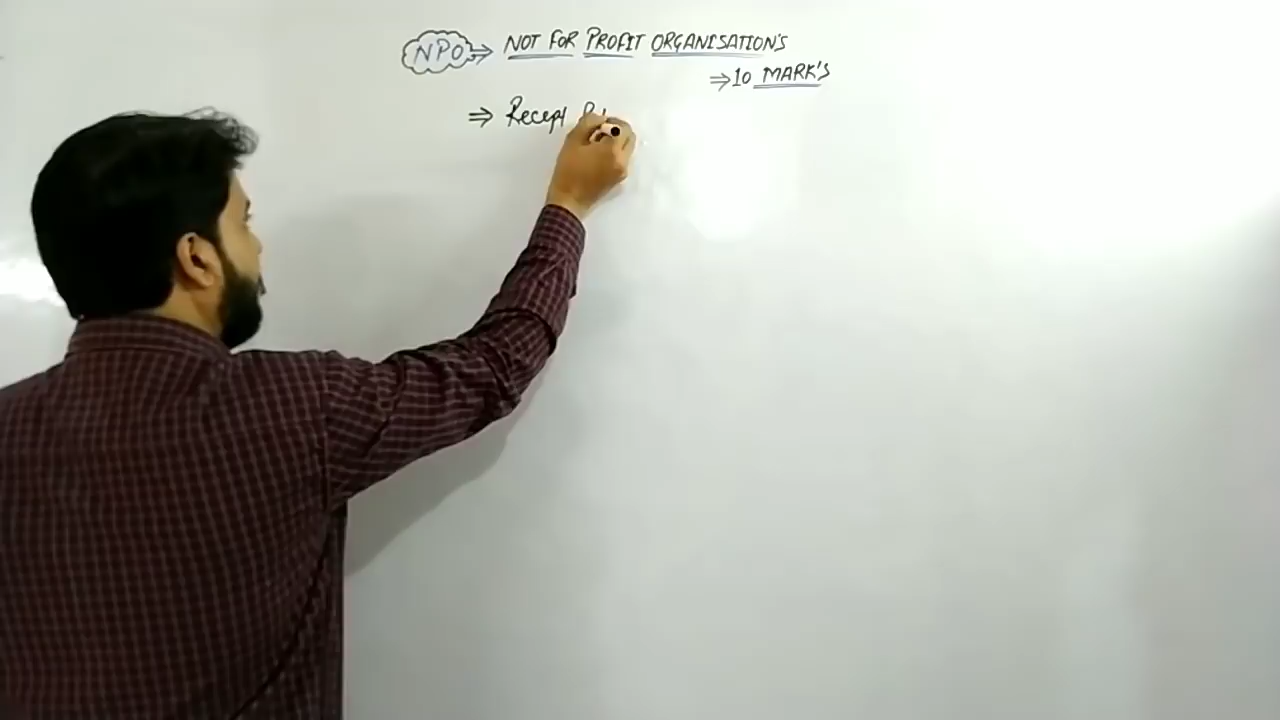 NPO ⇒ NOT FOR PROFIT ORGANISATION'S
⇒ 10 MARK'S
⇒ Recept